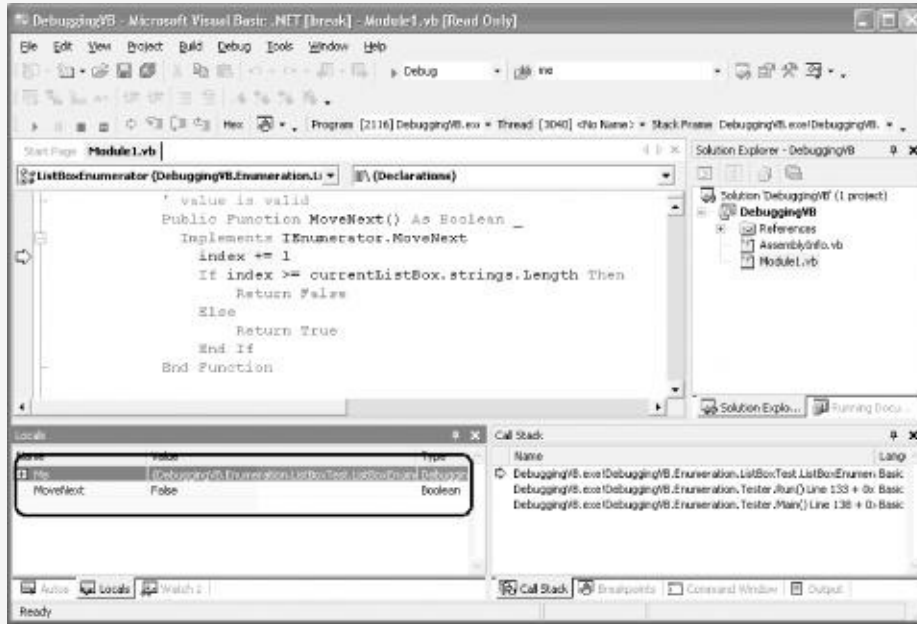 DebuggingVB - Microsoft Visual Basic .NET [break] - Module1.vb [Read Only]
File Edit View Project Build Debug Tools Window Help
Debug me
Hex Program [2116] DebuggingVB.exe Thread [3040] <No Name> Stack Frame DebuggingVB.exe!DebuggingVB.
Start Page Module1.vb
Solution Explorer - DebuggingVB
ListBoxEnumerator (DebuggingVB.Enumeration.Li (Declarations)
Solution 'DebuggingVB' (1 project)
DebuggingVB
References
AssemblyInfo.vb
Module1.vb
' value is valid
Public Function MoveNext() As Boolean _
Implements IEnumerator.MoveNext
index += 1
If index >= currentListBox.strings.Length Then
Return False
Else
Return True
End If
End Function
Solution Explo... Running Docu...
Locals
Name Value Type
Me {DebuggingVB.Enumeration.ListBoxTest.ListBoxEnum Debuggin
MoveNext False Boolean
Call Stack
Name Lang
DebuggingVB.exe!DebuggingVB.Enumeration.ListBoxTest.ListBoxEnumer Basic
DebuggingVB.exe!DebuggingVB.Enumeration.Tester.Run() Line 133 + 0x Basic
DebuggingVB.exe!DebuggingVB.Enumeration.Tester.Main() Line 138 + 0x Basic
Autos Locals Watch 1
Call Stack Breakpoints Command Window Output
Ready